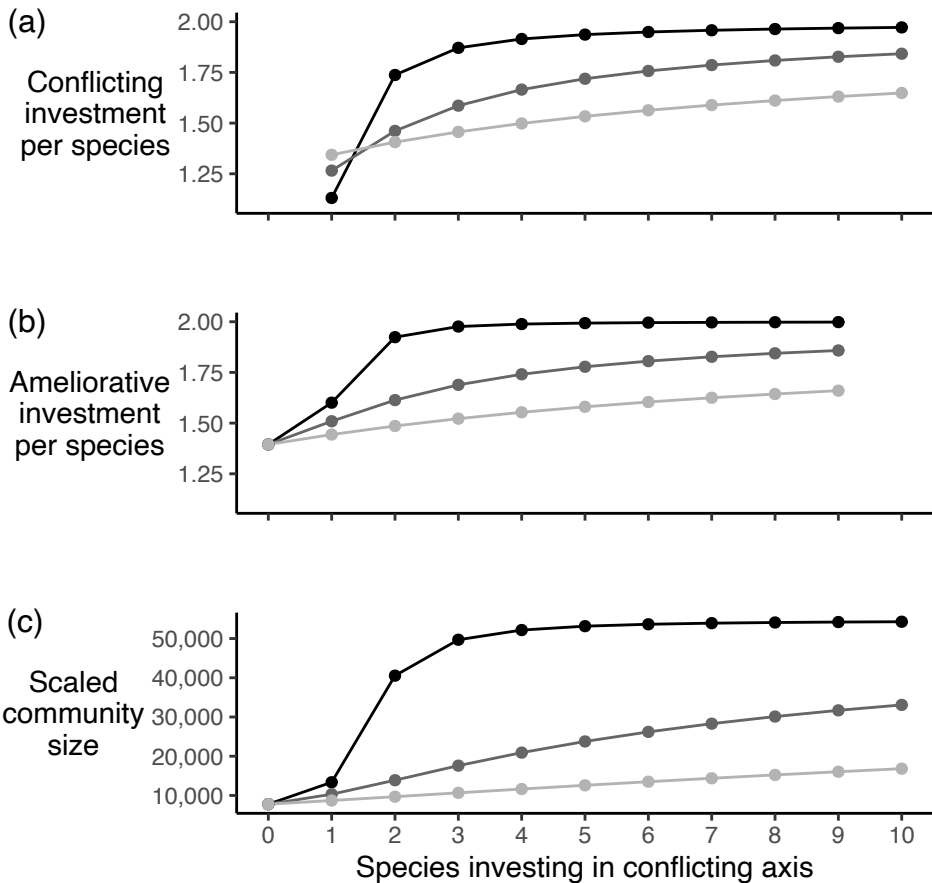 (a)
Conflicting
investment
per species
2.00
1.75
1.50
1.25
(b)
Ameliorative
investment
per species
2.00
1.75
1.50
1.25
(c)
Scaled
community
size
50,000
40,000
30,000
20,000
10,000
0 1 2 3 4 5 6 7 8 9 10
Species investing in conflicting axis